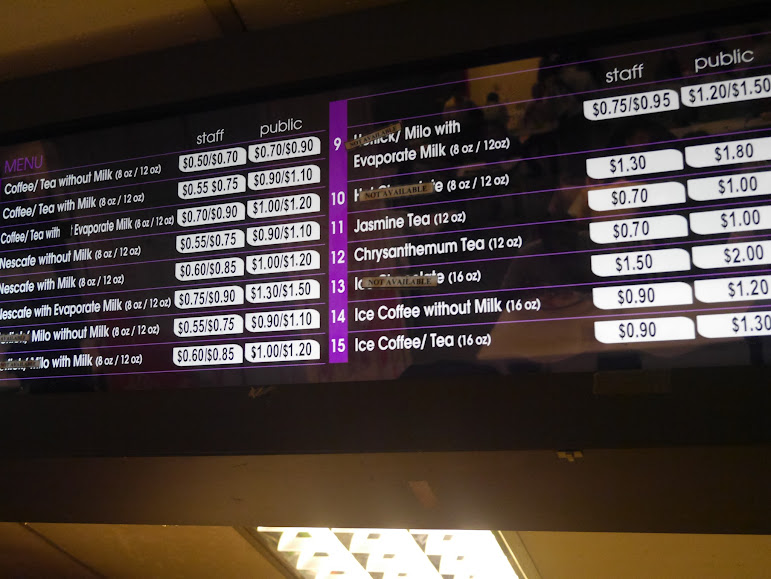 MENU staff public
Coffee/ Tea without Milk (8 oz / 12 oz) $0.50/$0.70 $0.70/$0.90
Coffee/ Tea with Milk (8 oz / 12 oz) $0.55 $0.75 $0.90/$1.10
Coffee/ Tea with Evaporate Milk (8 oz / 12 oz) $0.70/$0.90 $1.00/$1.20
Nescafe without Milk (8 oz / 12 oz) $0.55/$0.75 $0.90/$1.10
Nescafe with Milk (8 oz / 12 oz) $0.60/$0.85 $1.00/$1.20
Nescafe with Evaporate Milk (8 oz / 12 oz) $0.75/$0.90 $1.30/$1.50
Milo without Milk (8 oz / 12 oz) $0.55/$0.75 $0.90/$1.10
Milo with Milk (8 oz / 12 oz) $0.60/$0.85 $1.00/$1.20
staff public
9 NOT AVAILABLE / Milo with $0.75/$0.95 $1.20/$1.50
Evaporate Milk (8 oz / 12oz)
10 NOT AVAILABLE (8 oz / 12 oz) $1.30 $1.80
11 Jasmine Tea (12 oz) $0.70 $1.00
12 Chrysanthemum Tea (12 oz) $0.70 $1.00
13 NOT AVAILABLE (16 oz) $1.50 $2.00
14 Ice Coffee without Milk (16 oz) $0.90 $1.20
15 Ice Coffee/ Tea (16 oz) $0.90 $1.30